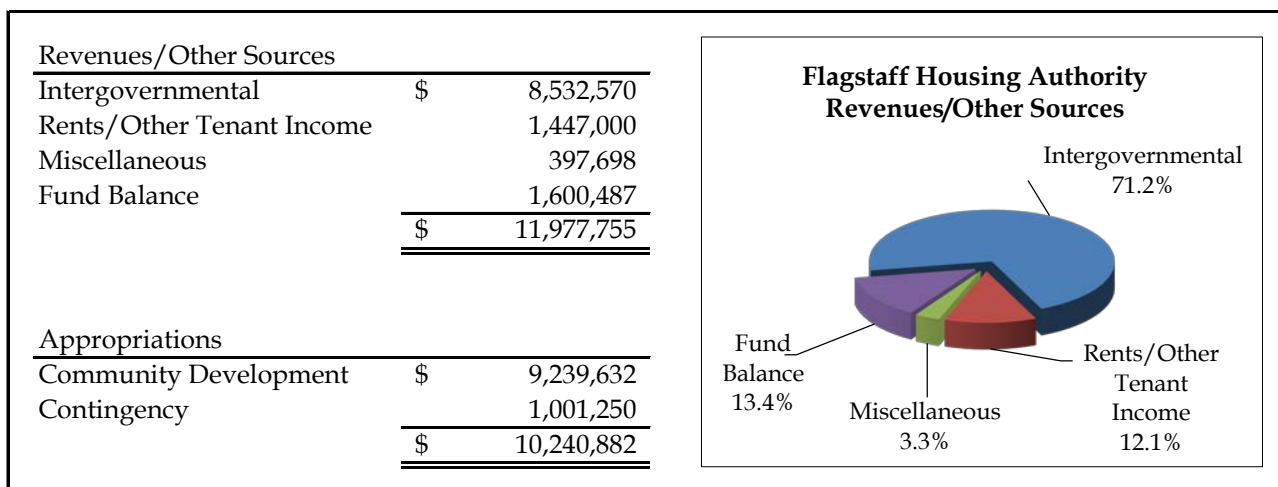 Revenues/Other Sources
Intergovernmental $ 8,532,570
Rents/Other Tenant Income 1,447,000
Miscellaneous 397,698
Fund Balance 1,600,487
$ 11,977,755
Appropriations
Community Development $ 9,239,632
Contingency 1,001,250
$ 10,240,882
Flagstaff Housing Authority
Revenues/Other Sources
Intergovernmental
71.2%
Fund
Balance
13.4%
Miscellaneous
3.3%
Rents/Other
Tenant
Income
12.1%